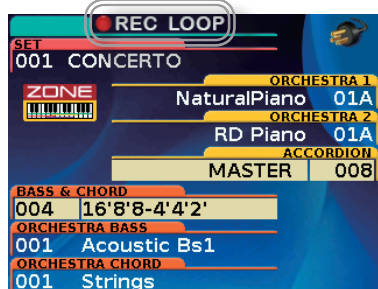 REC LOOP
SET
001 CONCERTO
ZONE
ORCHESTRA 1
NaturalPiano 01A
ORCHESTRA 2
RD Piano 01A
ACCORDION
MASTER 008
BASS & CHORD
004 16'8'8-4'4'2'
ORCHESTRA BASS
001 Acoustic Bs1
ORCHESTRA CHORD
001 Strings